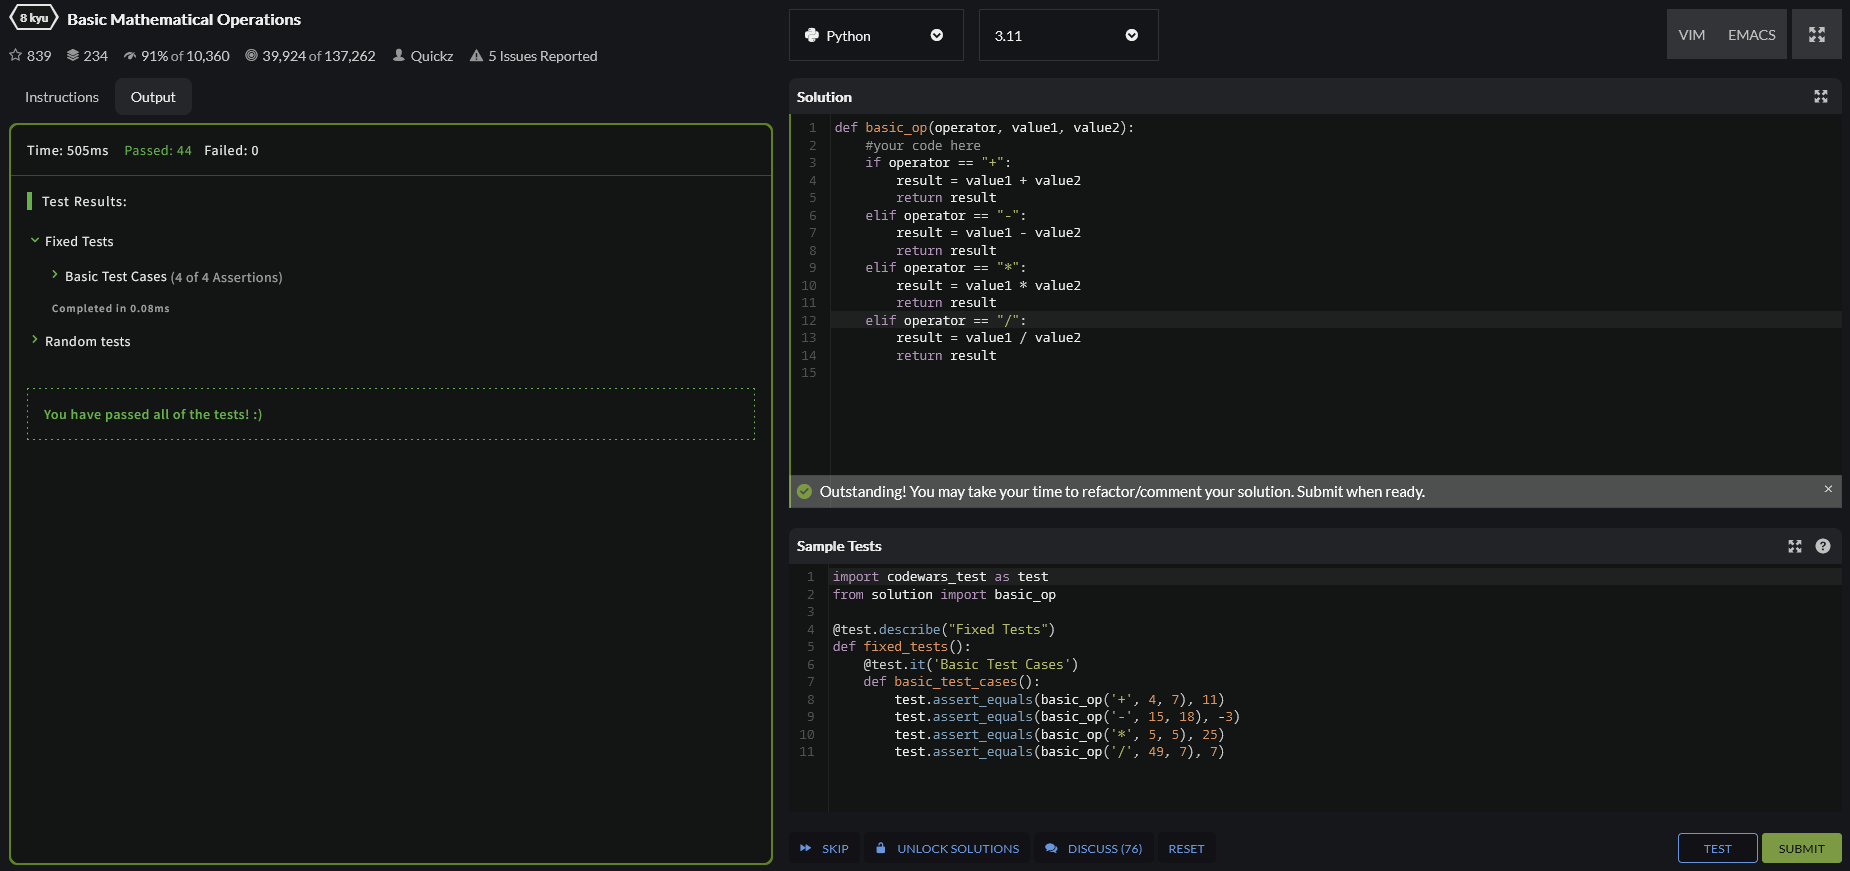 8 kyu Basic Mathematical Operations
839 234 91% of 10,360 39,924 of 137,262 Quickz 5 Issues Reported
Instructions Output
Time: 505ms Passed: 44 Failed: 0
Test Results:
Fixed Tests
Basic Test Cases (4 of 4 Assertions)
Completed in 0.08ms
Random tests
You have passed all of the tests! :)
Python 3.11 VIM EMACS
Solution
1 def basic_op(operator, value1, value2):
2     #your code here
3     if operator == "+":
4         result = value1 + value2
5         return result
6     elif operator == "-":
7         result = value1 - value2
8         return result
9     elif operator == "*":
10         result = value1 * value2
11         return result
12     elif operator == "/":
13         result = value1 / value2
14         return result
15
Outstanding! You may take your time to refactor/comment your solution. Submit when ready. ×
Sample Tests ?
1 import codewars_test as test
2 from solution import basic_op
3
4 @test.describe("Fixed Tests")
5 def fixed_tests():
6     @test.it('Basic Test Cases')
7     def basic_test_cases():
8         test.assert_equals(basic_op('+', 4, 7), 11)
9         test.assert_equals(basic_op('-', 15, 18), -3)
10         test.assert_equals(basic_op('*', 5, 5), 25)
11         test.assert_equals(basic_op('/', 49, 7), 7)
SKIP UNLOCK SOLUTIONS DISCUSS (76) RESET TEST SUBMIT